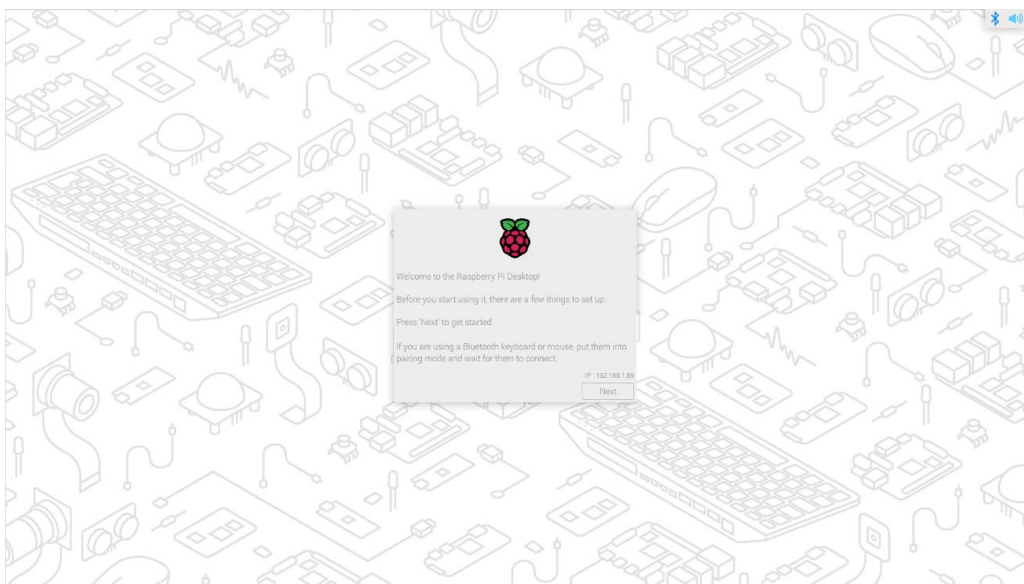 Welcome to the Raspberry Pi Desktop!
Before you start using it, there are a few things to set up.
Press 'Next' to get started.
If you are using a Bluetooth keyboard or mouse, put them into
pairing mode and wait for them to connect.
IP : 192.168.1.89
Next